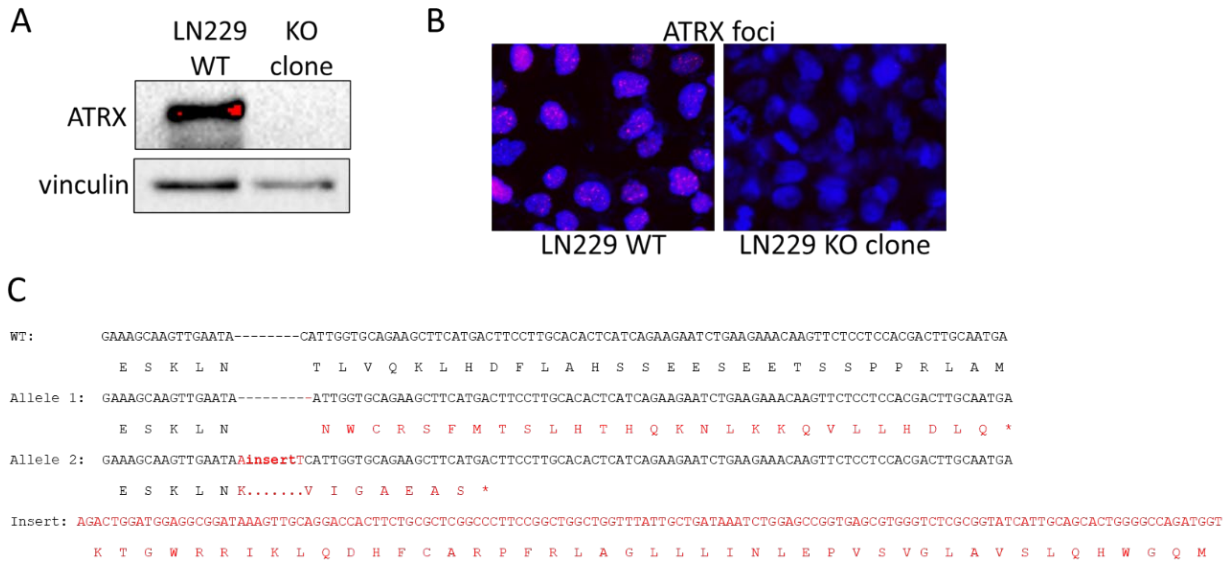 A
LN229 KO
WT clone
ATRX
vinculin
B
ATRX foci
LN229 WT LN229 KO clone
C
WT: GAAAGCAAGTTGAATA--------CATTGGTGCAGAAGCTTCATGACTTCCTTGCACACTCATCAGAAGAATCTGAAGAAACAAGTTCTCCTCCACGACTTGCAATGA
E S K L N T L V Q K L H D F L A H S S E E S E E T S S P P R L A M
Allele 1: GAAAGCAAGTTGAATA---------ATTGGTGCAGAAGCTTCATGACTTCCTTGCACACTCATCAGAAGAATCTGAAGAAACAAGTTCTCCTCCACGACTTGCAATGA
E S K L N N W C R S F M T S L H T H Q K N L K K Q V L L H D L Q *
Allele 2: GAAAGCAAGTTGAATAAinsertTCATTGGTGCAGAAGCTTCATGACTTCCTTGCACACTCATCAGAAGAATCTGAAGAAACAAGTTCTCCTCCACGACTTGCAATGA
E S K L N K.......V I G A E A S *
Insert: AGACTGGATGGAGGCGGATAAAGTTGCAGGACCACTTCTGCGCTCGGCCCTTCCGGCTGGCTGGTTTATTGCTGATAAATCTGGAGCCGGTGAGCGTGGGTCTCGCGGTATCATTGCAGCACTGGGGCCAGATGGT
K T G W R R I K L Q D H F C A R P F R L A G L L L I N L E P V S V G L A V S L Q H W G Q M